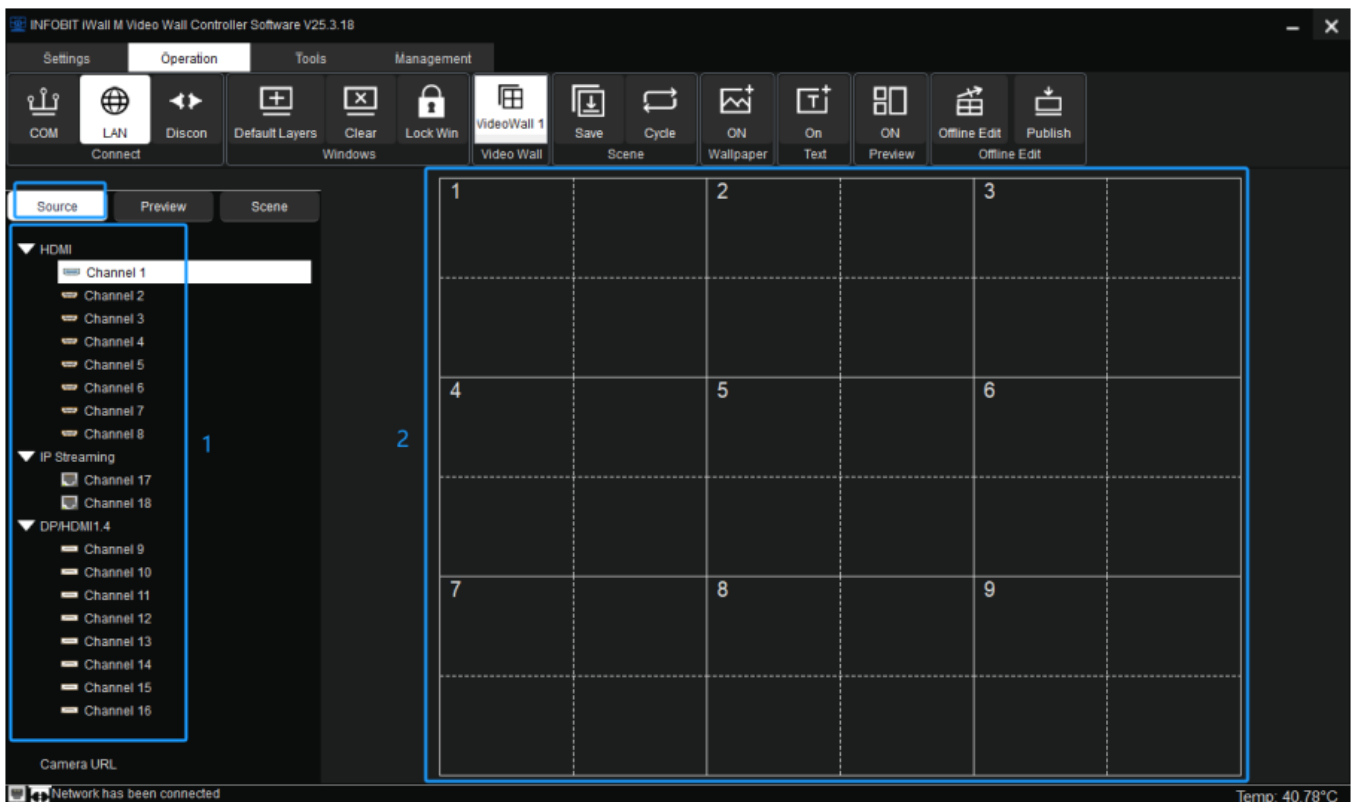 INFOBIT iWall M Video Wall Controller Software V25.3.18
Settings Operation Tools Management
COM LAN Discon Default Layers Clear Lock Win VideoWall 1 Save Cycle ON On ON Offline Edit Publish
Connect Windows Video Wall Scene Wallpaper Text Preview Offline Edit
Source Preview Scene
HDMI
Channel 1
Channel 2
Channel 3
Channel 4
Channel 5
Channel 6
Channel 7
Channel 8
IP Streaming
Channel 17
Channel 18
DP/HDMI1.4
Channel 9
Channel 10
Channel 11
Channel 12
Channel 13
Channel 14
Channel 15
Channel 16
Camera URL
1
2
1 2 3
4 5 6
7 8 9
Network has been connected
Temp: 40.78°C